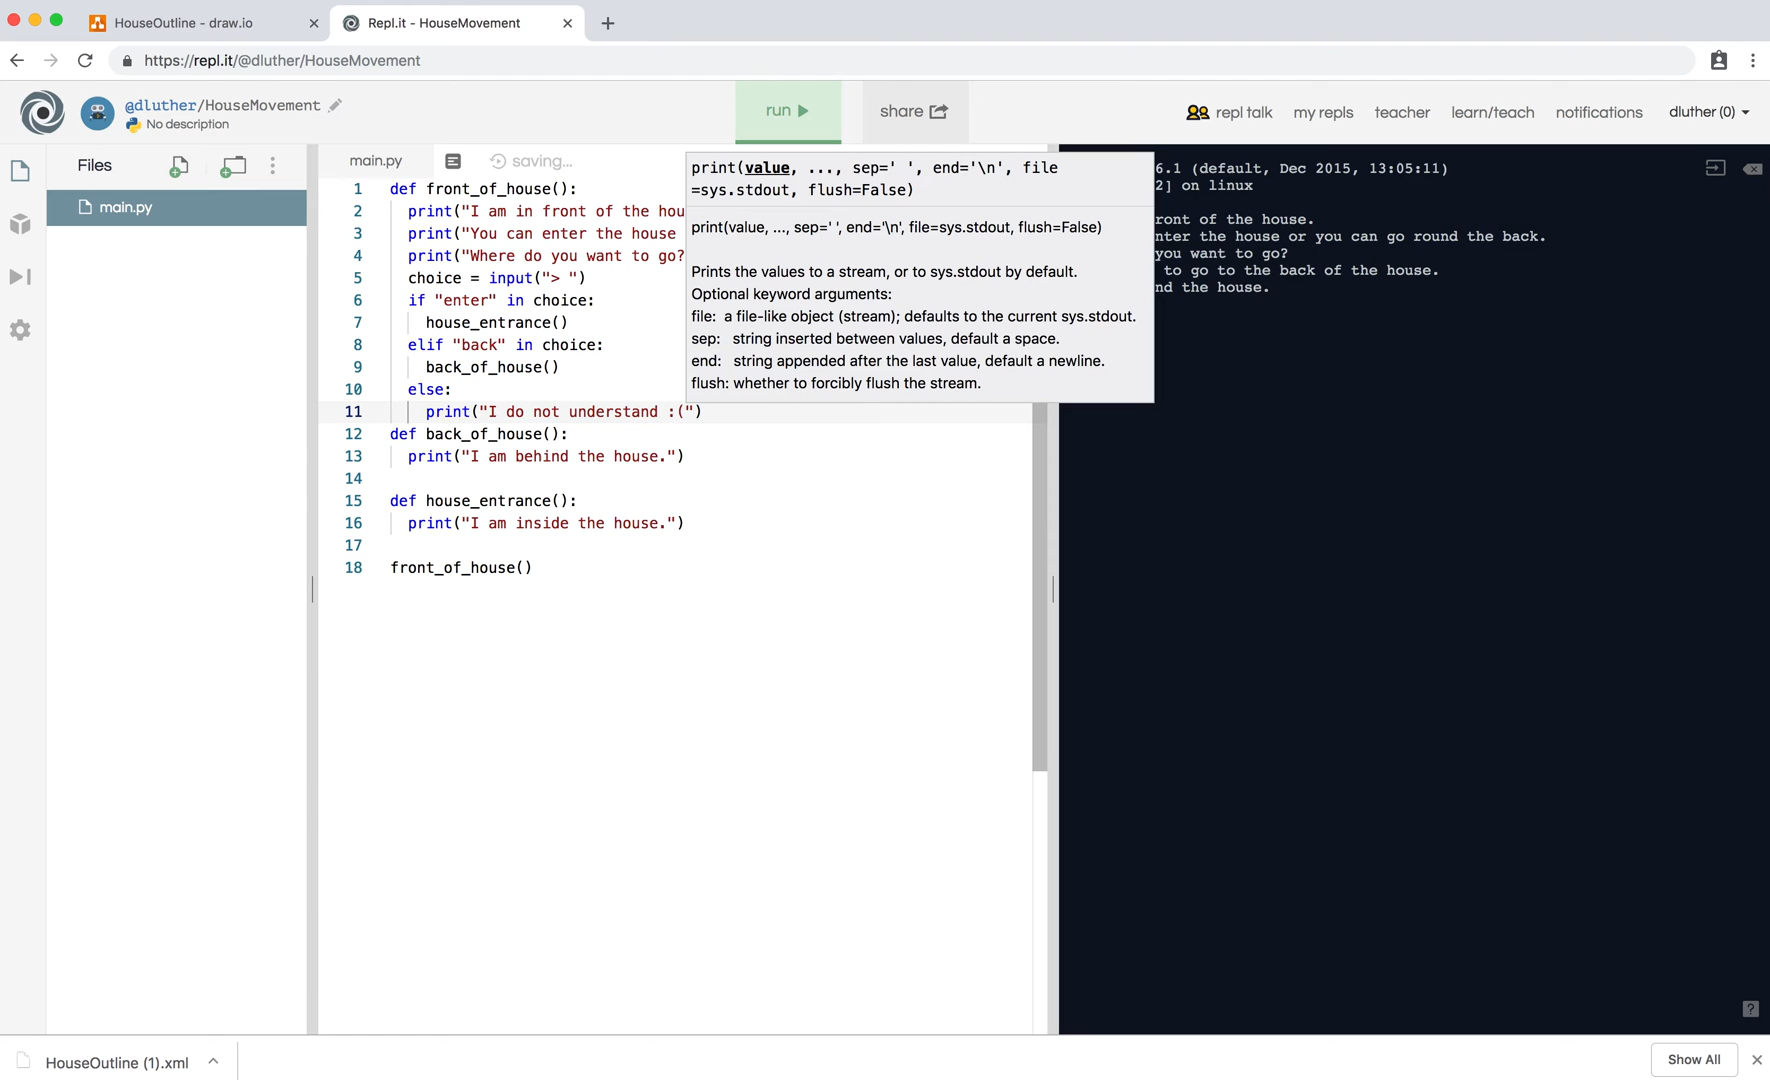 HouseOutline - draw.io
Repl.it - HouseMovement
https://repl.it/@dluther/HouseMovement
@dluther/HouseMovement
No description
run
share
repl talk
my repls
teacher
learn/teach
notifications
dluther (0)
Files
main.py
main.py
saving...
1 def front_of_house():
2 print("I am in front of the hou
3 print("You can enter the house
4 print("Where do you want to go?
5 choice = input("> ")
6 if "enter" in choice:
7 house_entrance()
8 elif "back" in choice:
9 back_of_house()
10 else:
11 print("I do not understand :(")
12 def back_of_house():
13 print("I am behind the house.")
14
15 def house_entrance():
16 print("I am inside the house.")
17
18 front_of_house()
print(value, ..., sep=' ', end='\n', file
=sys.stdout, flush=False)
print(value, ..., sep=' ', end='\n', file=sys.stdout, flush=False)
Prints the values to a stream, or to sys.stdout by default.
Optional keyword arguments:
file: a file-like object (stream); defaults to the current sys.stdout.
sep: string inserted between values, default a space.
end: string appended after the last value, default a newline.
flush: whether to forcibly flush the stream.
6.1 (default, Dec 2015, 13:05:11)
2] on linux
ront of the house.
nter the house or you can go round the back.
you want to go?
to go to the back of the house.
nd the house.
?
HouseOutline (1).xml
Show All